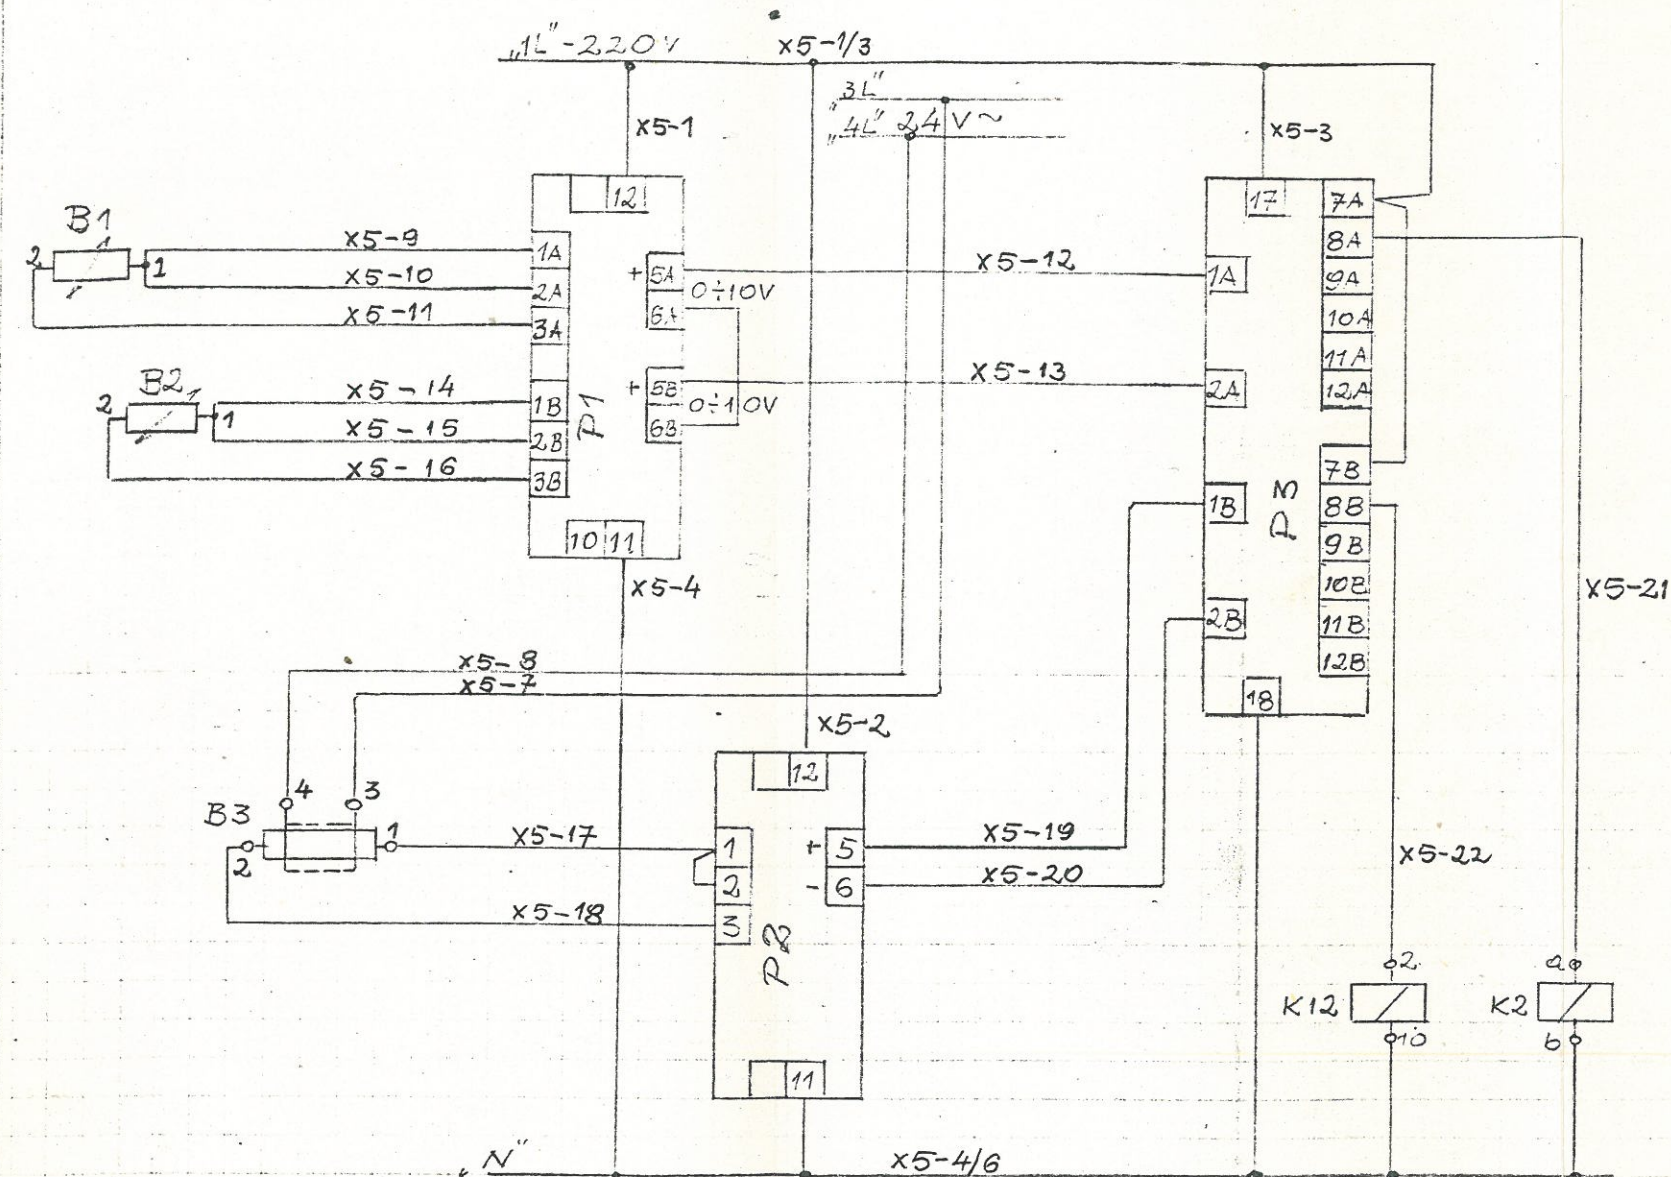 „1L"-220V
X5-1/3
„3L"
„4L" 24 V~
X5-1
X5-3
12
17
7A
8A
9A
10A
11A
12A
B1
2
1
X5-9
X5-10
X5-11
1A
2A
3A
+ 5A
0÷10V
6A
X5-12
1A
B2
2
1
X5-14
X5-15
X5-16
1B
2B
3B
P1
+ 5B
0÷10V
6B
X5-13
2A
10 11
X5-4
1B
2B
P3
7B
8B
9B
10B
11B
12B
18
X5-21
X5-8
X5-7
X5-2
12
B3
4
3
2
1
X5-17
X5-18
1
2
3
+ 5
- 6
P2
X5-19
X5-20
X5-22
11
2
K12
10
a
K2
b
„N"
X5-4/6